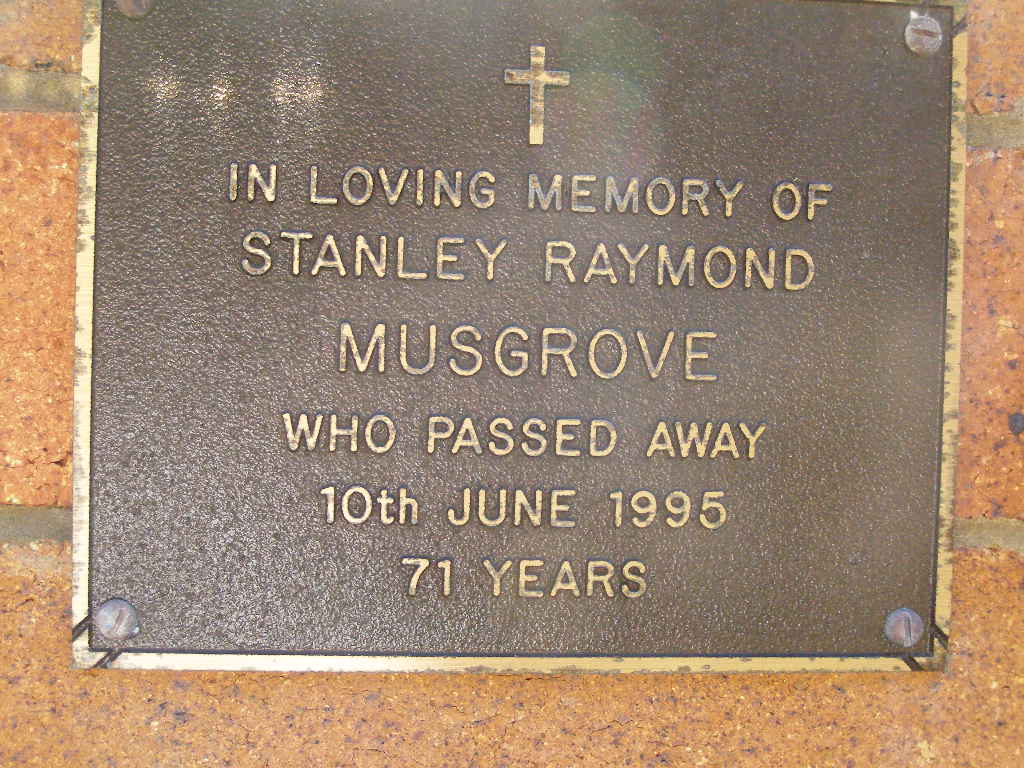 IN LOVING MEMORY OF
STANLEY RAYMOND
MUSGROVE
WHO PASSED AWAY
10th JUNE 1995
71 YEARS